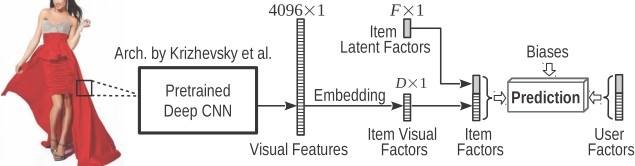 4096×1
F×1
Item
Latent Factors
Arch. by Krizhevsky et al.
Biases
Pretrained
Deep CNN
Embedding
D×1
Prediction
Visual Features
Item Visual
Factors
Item
Factors
User
Factors